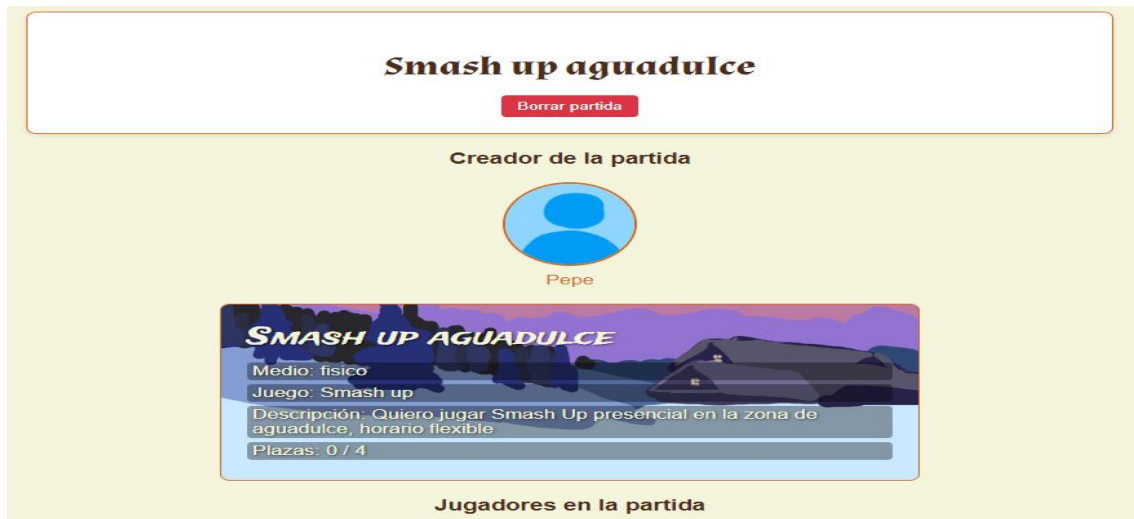 Smash up aguadulce
Borrar partida
Creador de la partida
Pepe
Smash up aguadulce
Medio: fisico
Juego: Smash up
Descripción: Quiero jugar Smash Up presencial en la zona de
aguadulce, horario flexible
Plazas: 0 / 4
Jugadores en la partida